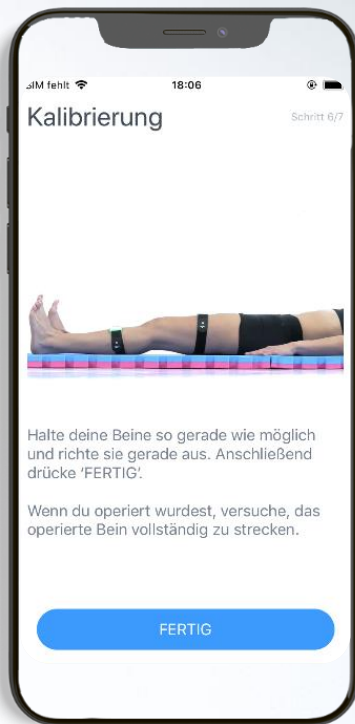 SIM fehlt 18:06
Kalibrierung Schritt 6/7
Halte deine Beine so gerade wie möglich
und richte sie gerade aus. Anschließend
drücke 'FERTIG'.
Wenn du operiert wurdest, versuche, das
operierte Bein vollständig zu strecken.
FERTIG